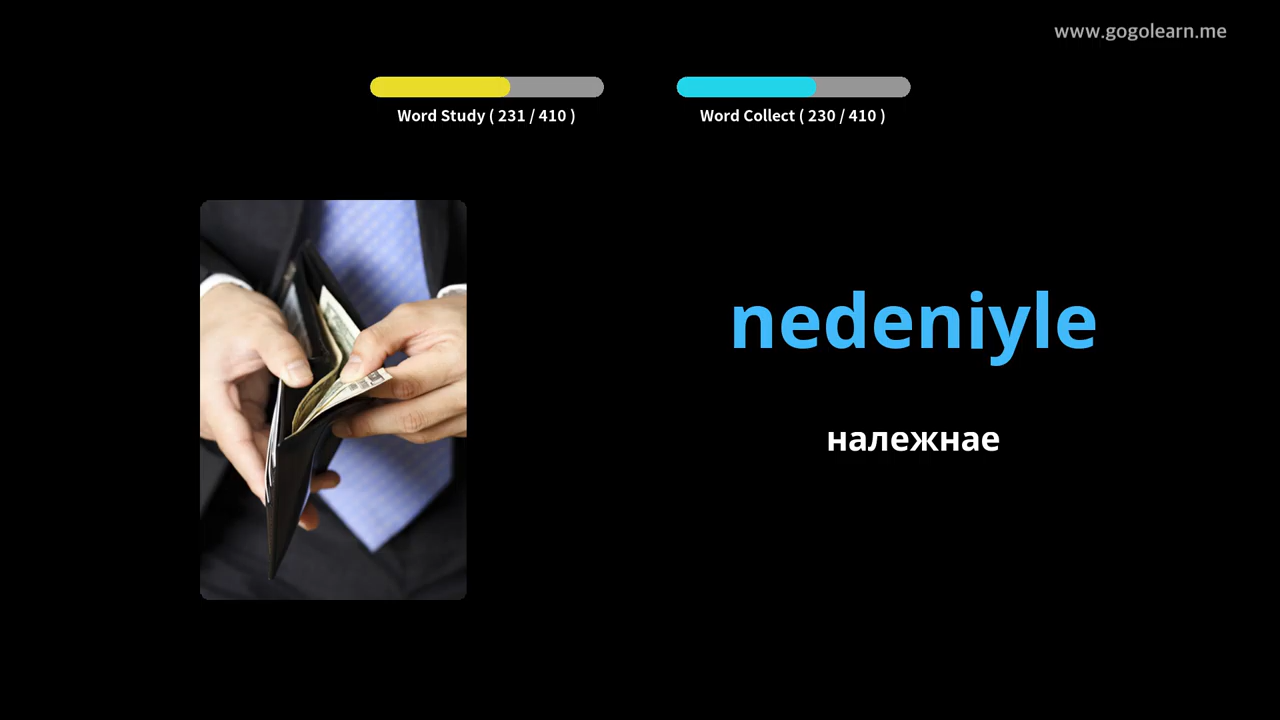 www.gogolearn.me
Word Study ( 231 / 410 )
Word Collect ( 230 / 410 )
nedeniyle
належнае